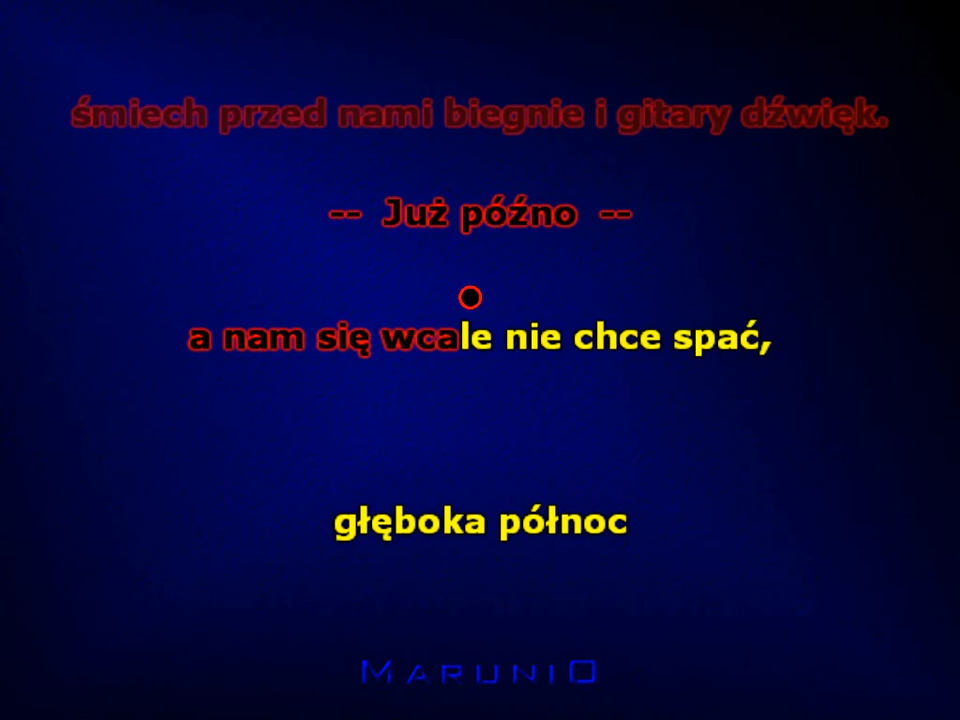 śmiech przed nami biegnie i gitary dźwięk.
-- Już późno --
a nam się wcale nie chce spać,
głęboka północ
MARUNIO